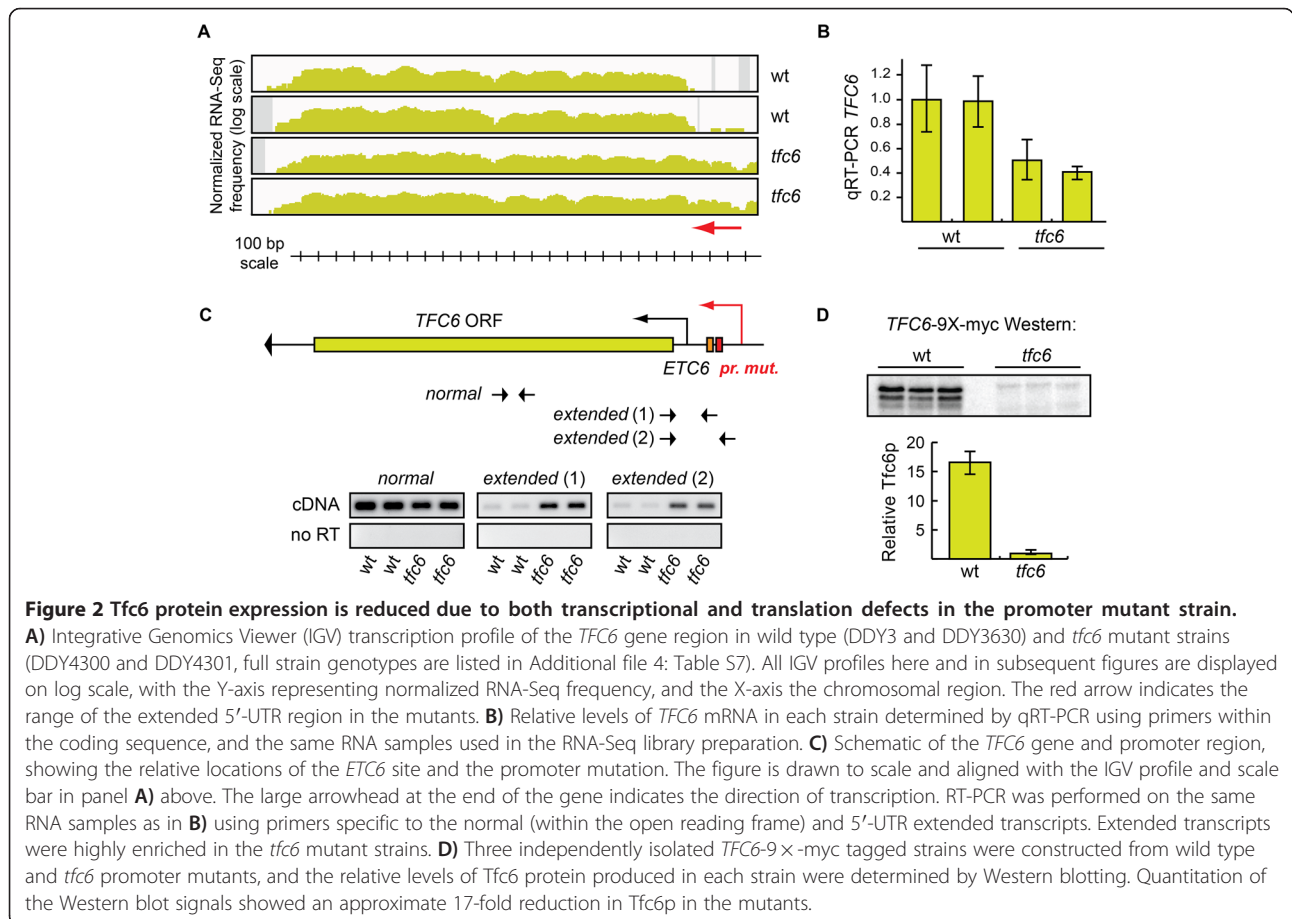 A
Normalized RNA-Seq
frequency (log scale)
wt
wt
tfc6
tfc6
100 bp
scale
B
qRT-PCR TFC6
1.2
1.0
0.8
0.6
0.4
0.2
wt
tfc6
C
TFC6 ORF
ETC6
pr. mut.
normal
extended (1)
extended (2)
normal
extended (1)
extended (2)
cDNA
no RT
wt
wt
tfc6
tfc6
wt
wt
tfc6
tfc6
wt
wt
tfc6
tfc6
D
TFC6-9X-myc Western:
wt
tfc6
Relative Tfc6p
20
15
10
5
wt
tfc6
Figure 2 Tfc6 protein expression is reduced due to both transcriptional and translation defects in the promoter mutant strain.
A) Integrative Genomics Viewer (IGV) transcription profile of the TFC6 gene region in wild type (DDY3 and DDY3630) and tfc6 mutant strains
(DDY4300 and DDY4301, full strain genotypes are listed in Additional file 4: Table S7). All IGV profiles here and in subsequent figures are displayed
on log scale, with the Y-axis representing normalized RNA-Seq frequency, and the X-axis the chromosomal region. The red arrow indicates the
range of the extended 5′-UTR region in the mutants. B) Relative levels of TFC6 mRNA in each strain determined by qRT-PCR using primers within
the coding sequence, and the same RNA samples used in the RNA-Seq library preparation. C) Schematic of the TFC6 gene and promoter region,
showing the relative locations of the ETC6 site and the promoter mutation. The figure is drawn to scale and aligned with the IGV profile and scale
bar in panel A) above. The large arrowhead at the end of the gene indicates the direction of transcription. RT-PCR was performed on the same
RNA samples as in B) using primers specific to the normal (within the open reading frame) and 5′-UTR extended transcripts. Extended transcripts
were highly enriched in the tfc6 mutant strains. D) Three independently isolated TFC6-9 × -myc tagged strains were constructed from wild type
and tfc6 promoter mutants, and the relative levels of Tfc6 protein produced in each strain were determined by Western blotting. Quantitation of
the Western blot signals showed an approximate 17-fold reduction in Tfc6p in the mutants.